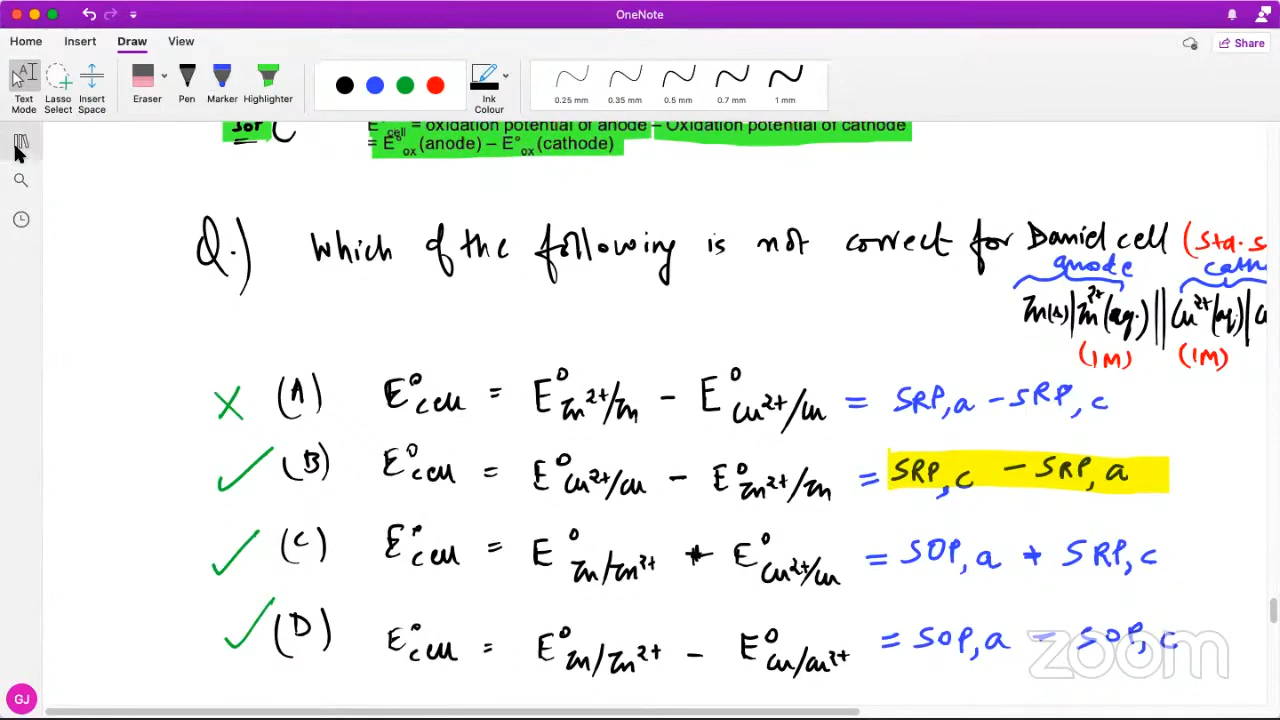 OneNote
Home Insert Draw View
Share
Text Mode
Lasso Select
Insert Space
Eraser
Pen
Marker
Highlighter
Ink Colour
0.25 mm
0.35 mm
0.5 mm
0.7 mm
1 mm
E°cell = oxidation potential of anode – Oxidation potential of cathode
= E°ox (anode) – E°ox (cathode)
Q.) Which of the following is not correct for Daniel cell (Sta. s
anode cath
Zn(s)|Zn²⁺(aq.)||Cu²⁺(aq)|C
(1M) (1M)
X (A) E°cell = E°Zn²⁺/Zn - E°Cu²⁺/Cu = SRP,a - SRP,c
✓ (B) E°cell = E°Cu²⁺/Cu - E°Zn²⁺/Zn = SRP,c - SRP,a
✓ (C) E°cell = E°Zn/Zn²⁺ + E°Cu²⁺/Cu = SOP,a + SRP,c
✓ (D) E°cell = E°Zn/Zn²⁺ - E°Cu/Cu²⁺ = SOP,a - SOP,c
zoom
GJ